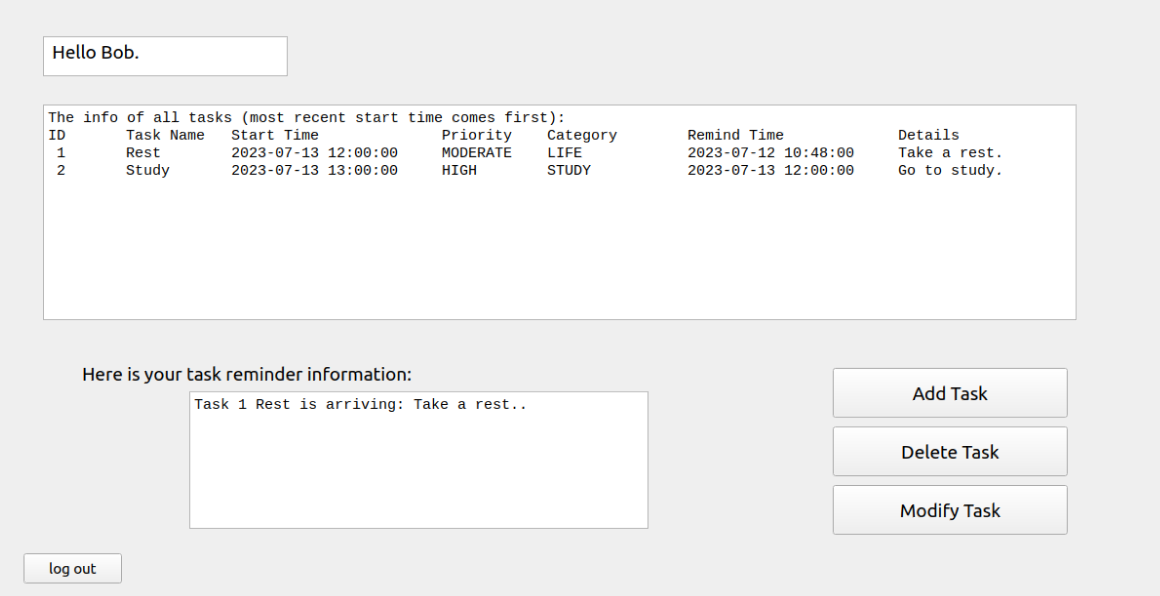 Hello Bob.
The info of all tasks (most recent start time comes first):
ID Task Name Start Time Priority Category Remind Time Details
1 Rest 2023-07-13 12:00:00 MODERATE LIFE 2023-07-12 10:48:00 Take a rest.
2 Study 2023-07-13 13:00:00 HIGH STUDY 2023-07-13 12:00:00 Go to study.
Here is your task reminder information:
Task 1 Rest is arriving: Take a rest..
Add Task
Delete Task
Modify Task
log out